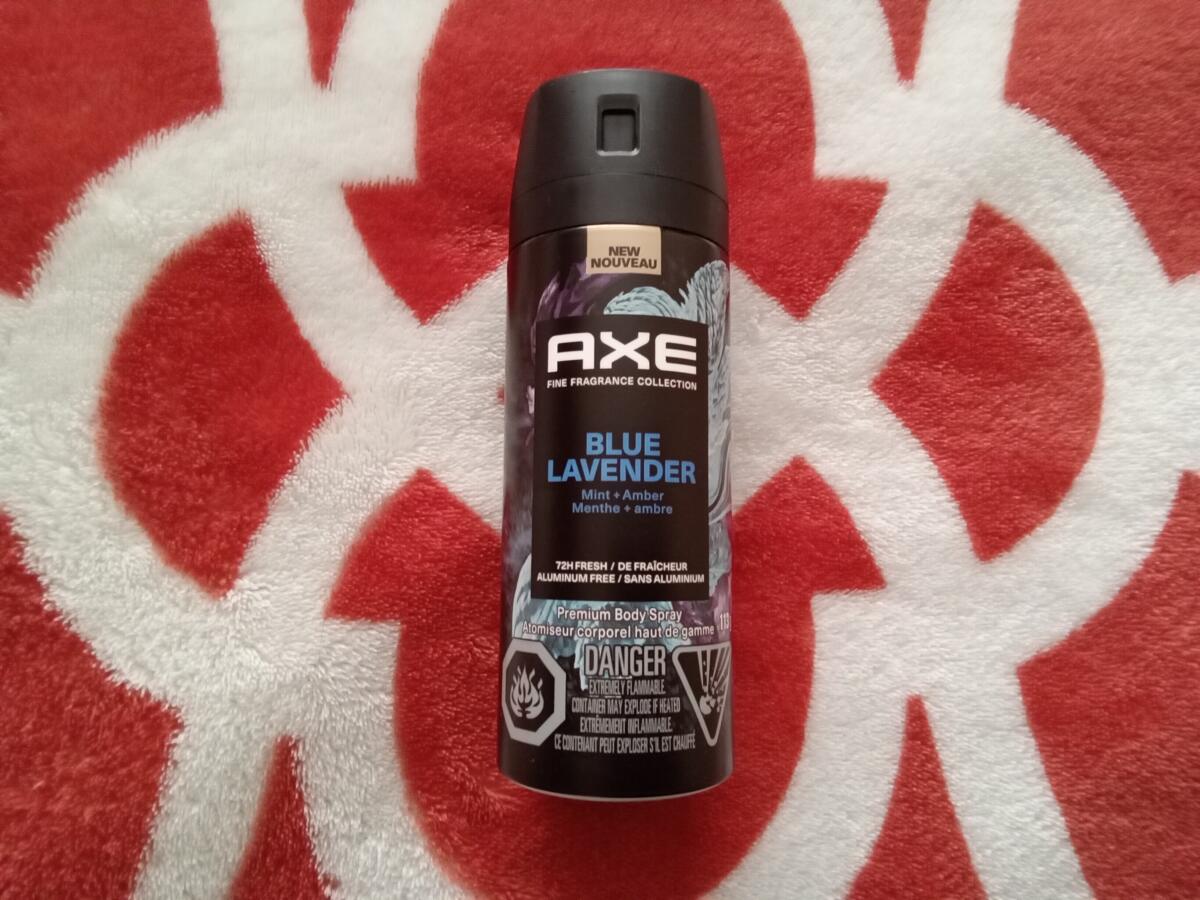 NEW
NOUVEAU
AXE
FINE FRAGRANCE COLLECTION
BLUE
LAVENDER
Mint + Amber
Menthe + ambre
72H FRESH / DE FRAÎCHEUR
ALUMINUM FREE / SANS ALUMINIUM
Premium Body Spray
Atomiseur corporel haut de gamme
113
DANGER
EXTREMELY FLAMMABLE.
CONTAINER MAY EXPLODE IF HEATED
EXTRÊMEMENT INFLAMMABLE.
CE CONTENANT PEUT EXPLOSER S'IL EST CHAUFFÉ